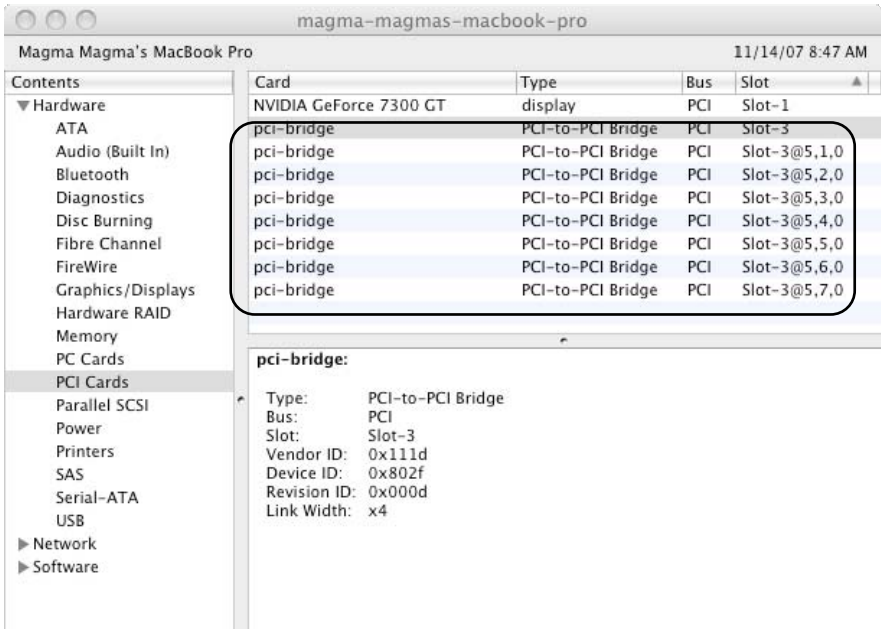 magma-magmas-macbook-pro
Magma Magma's MacBook Pro 11/14/07 8:47 AM
Contents
Hardware
ATA
Audio (Built In)
Bluetooth
Diagnostics
Disc Burning
Fibre Channel
FireWire
Graphics/Displays
Hardware RAID
Memory
PC Cards
PCI Cards
Parallel SCSI
Power
Printers
SAS
Serial-ATA
USB
Network
Software
Card Type Bus Slot
NVIDIA GeForce 7300 GT display PCI Slot-1
pci-bridge PCI-to-PCI Bridge PCI Slot-3
pci-bridge PCI-to-PCI Bridge PCI Slot-3@5,1,0
pci-bridge PCI-to-PCI Bridge PCI Slot-3@5,2,0
pci-bridge PCI-to-PCI Bridge PCI Slot-3@5,3,0
pci-bridge PCI-to-PCI Bridge PCI Slot-3@5,4,0
pci-bridge PCI-to-PCI Bridge PCI Slot-3@5,5,0
pci-bridge PCI-to-PCI Bridge PCI Slot-3@5,6,0
pci-bridge PCI-to-PCI Bridge PCI Slot-3@5,7,0
pci-bridge:
Type: PCI-to-PCI Bridge
Bus: PCI
Slot: Slot-3
Vendor ID: 0x111d
Device ID: 0x802f
Revision ID: 0x000d
Link Width: x4